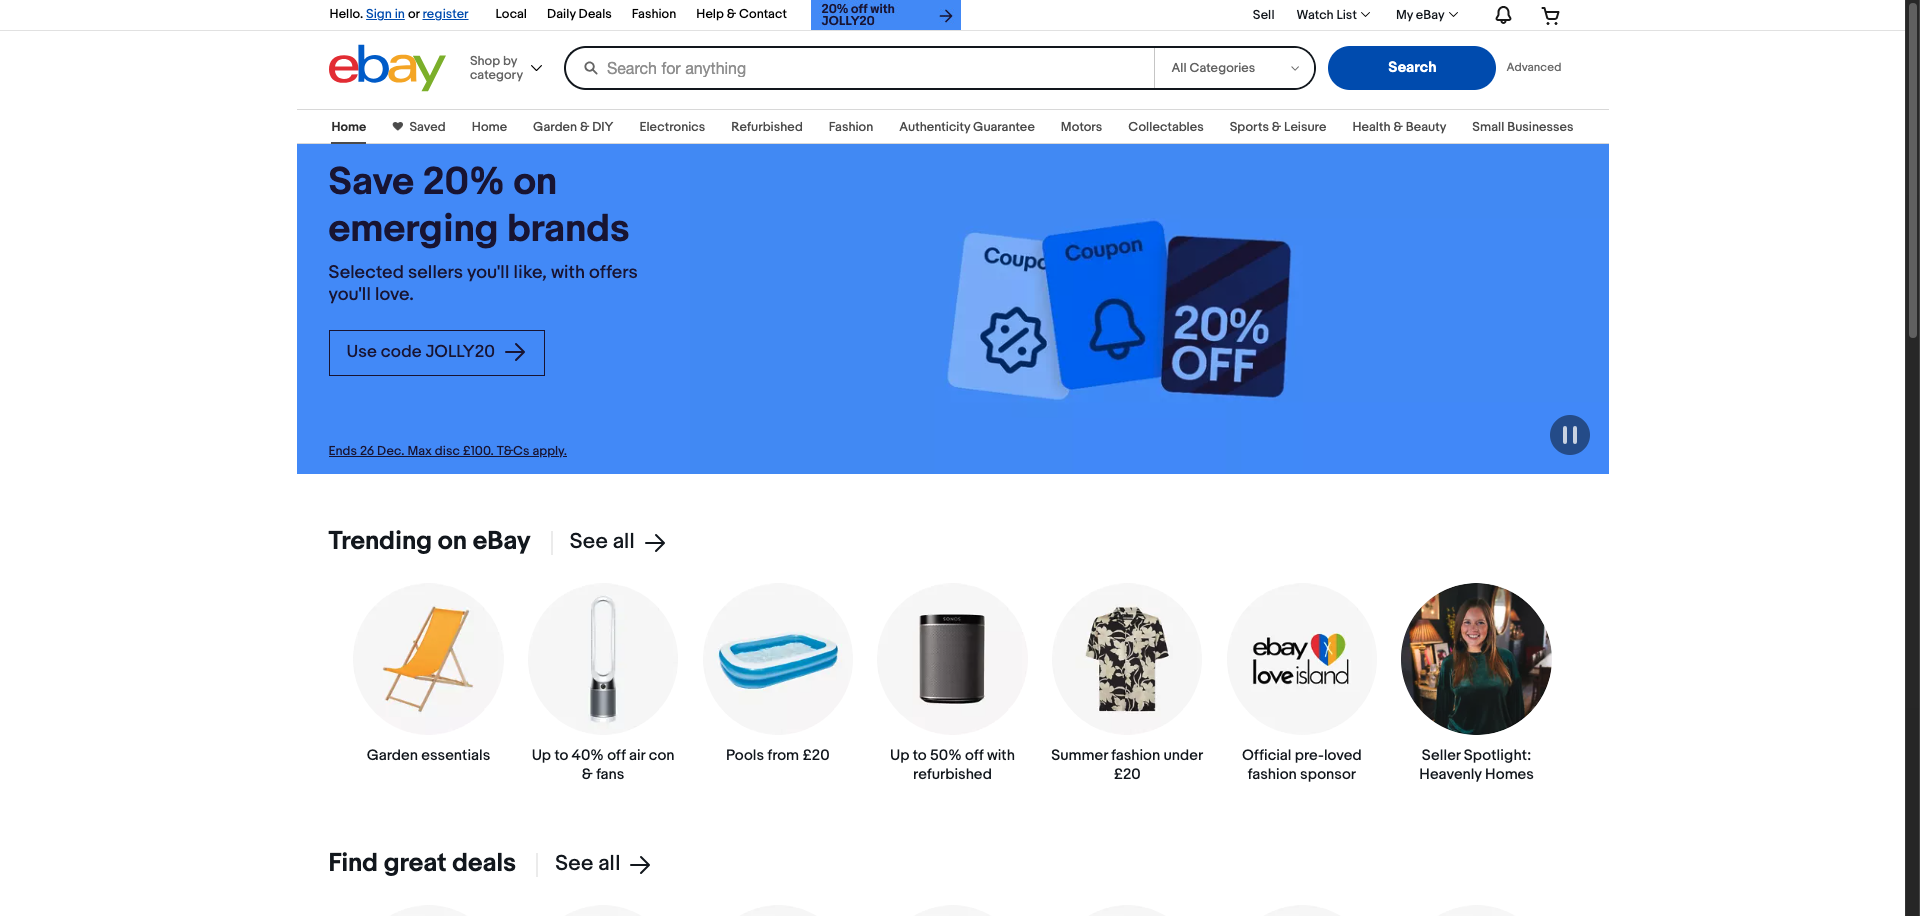 Hello. Sign in or register
Local
Daily Deals
Fashion
Help & Contact
20% off with
JOLLY20
Sell
Watch List
My eBay
ebay
Shop by
category
Search for anything
All Categories
Search
Advanced
Home
Saved
Home
Garden & DIY
Electronics
Refurbished
Fashion
Authenticity Guarantee
Motors
Collectables
Sports & Leisure
Health & Beauty
Small Businesses
Save 20% on
emerging brands
Selected sellers you'll like, with offers
you'll love.
Use code JOLLY20
Ends 26 Dec. Max disc £100. T&Cs apply.
Coupon
20%
OFF
Trending on eBay
See all
SONOS
ebay
loveisland
Garden essentials
Up to 40% off air con
& fans
Pools from £20
Up to 50% off with
refurbished
Summer fashion under
£20
Official pre-loved
fashion sponsor
Seller Spotlight:
Heavenly Homes
Find great deals
See all